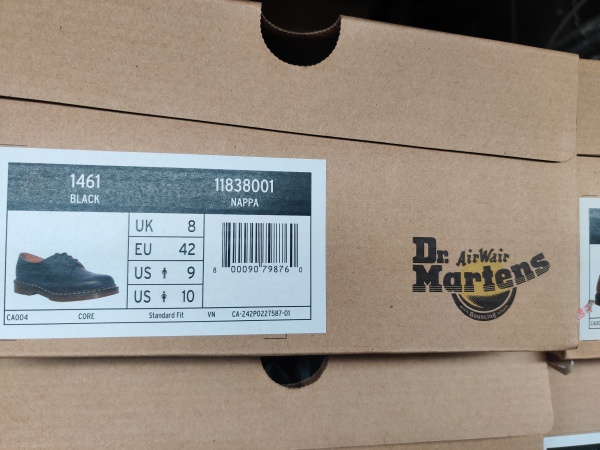 1461
BLACK
11838001
NAPPA
UK 8
EU 42
US 9
US 10
8 00090 79876 0
CA004 CORE Standard Fit VN CA-242P0227587-01
Dr. AirWair
Martens
Bouncing